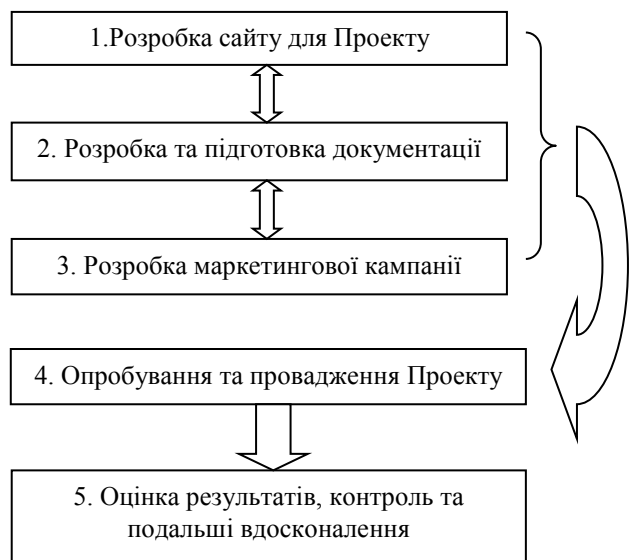 1.Розробка сайту для Проекту
2. Розробка та підготовка документації
3. Розробка маркетингової кампанії
4. Опробування та провадження Проекту
5. Оцінка результатів, контроль та
подальші вдосконалення